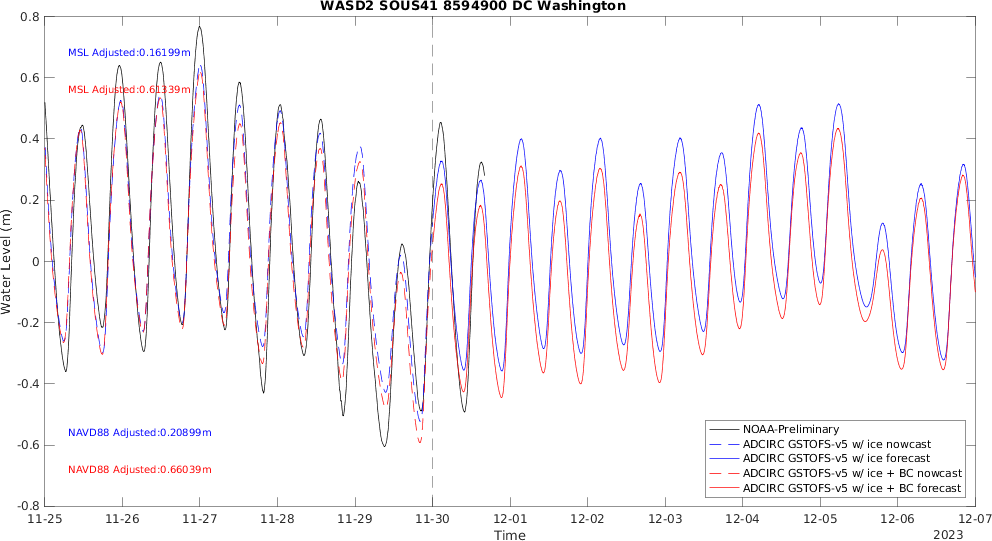 WASD2 SOUS41 8594900 DC Washington
0.8
0.6
0.4
0.2
0
-0.2
-0.4
-0.6
-0.8
Water Level (m)
MSL Adjusted:0.16199m
MSL Adjusted:0.61339m
NAVD88 Adjusted:0.20899m
NAVD88 Adjusted:0.66039m
NOAA-Preliminary
ADCIRC GSTOFS-v5 w/ ice nowcast
ADCIRC GSTOFS-v5 w/ ice forecast
ADCIRC GSTOFS-v5 w/ ice + BC nowcast
ADCIRC GSTOFS-v5 w/ ice + BC forecast
11-25 11-26 11-27 11-28 11-29 11-30 12-01 12-02 12-03 12-04 12-05 12-06 12-07
Time
2023